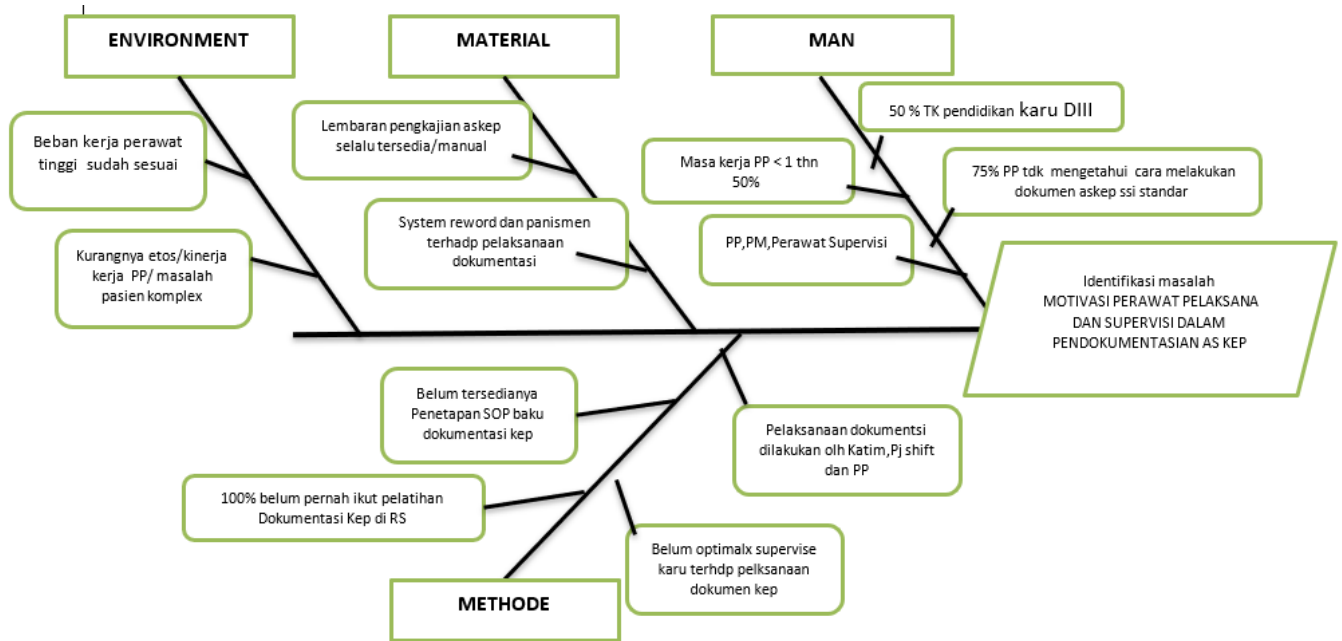 ENVIRONMENT
MATERIAL
MAN
Beban kerja perawat
tinggi sudah sesuai
Kurangnya etos/kinerja
kerja PP/ masalah
pasien komplex
Lembaran pengkajian askep
selalu tersedia/manual
System reword dan panismen
terhadp pelaksanaan
dokumentasi
50 % TK pendidikan karu DIII
Masa kerja PP < 1 thn
50%
75% PP tdk mengetahui cara melakukan
dokumen askep ssi standar
PP,PM,Perawat Supervisi
Identifikasi masalah
MOTIVASI PERAWAT PELAKSANA
DAN SUPERVISI DALAM
PENDOKUMENTASIAN AS KEP
Belum tersedianya
Penetapan SOP baku
dokumentasi kep
Pelaksanaan dokumentsi
dilakukan olh Katim,Pj shift
dan PP
100% belum pernah ikut pelatihan
Dokumentasi Kep di RS
Belum optimalx supervise
karu terhdp pelksanaan
dokumen kep
METHODE